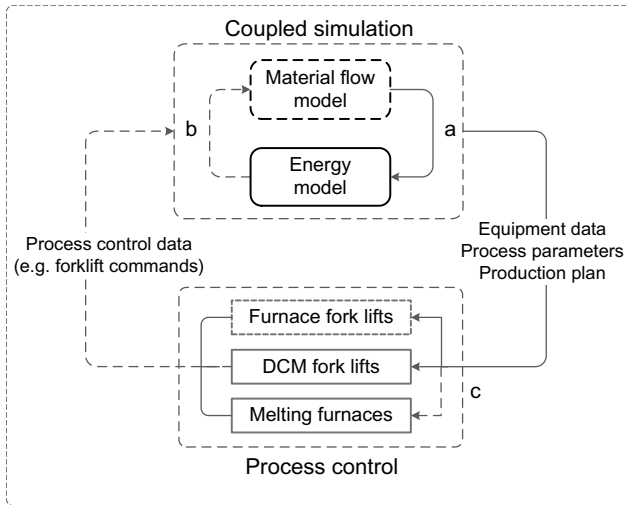 Coupled simulation
Material flow
model
b
a
Energy
model
Process control data
(e.g. forklift commands)
Equipment data
Process parameters
Production plan
Furnace fork lifts
DCM fork lifts
c
Melting furnaces
Process control